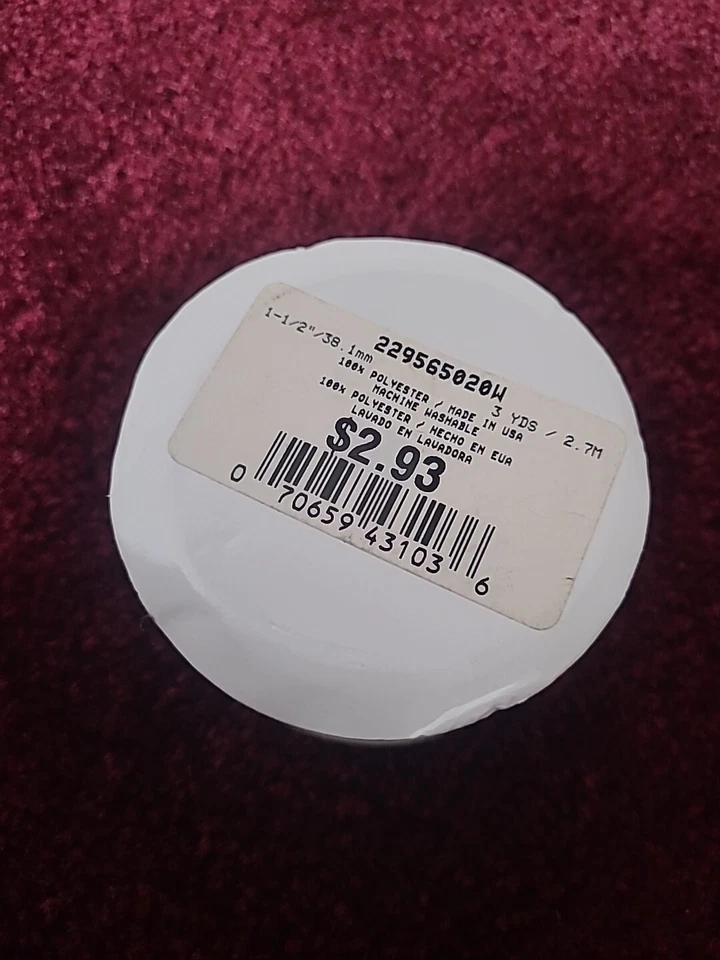 1-1/2"/38.1mm
229565020W
3 YDS / 2.7M
100% POLYESTER / MADE IN USA
MACHINE WASHABLE
100% POLYESTER / HECHO EN EUA
LAVADO EN LAVADORA
$2.93
0 70659 43103 6